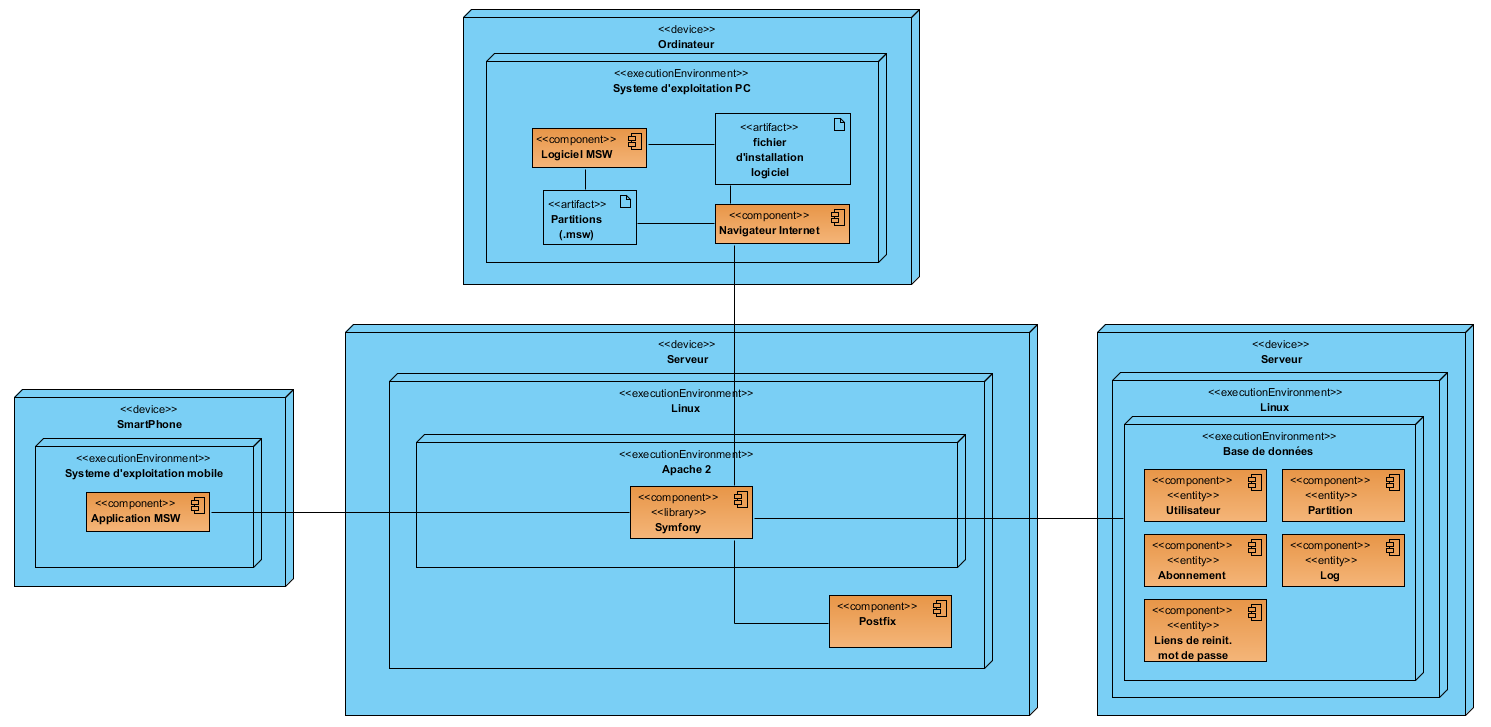 <<device>>
Ordinateur
<<executionEnvironment>>
Systeme d'exploitation PC
<<component>>
Logiciel MSW
<<artifact>>
fichier
d'installation
logiciel
<<artifact>>
Partitions
(.msw)
<<component>>
Navigateur Internet
<<device>>
SmartPhone
<<executionEnvironment>>
Systeme d'exploitation mobile
<<component>>
Application MSW
<<device>>
Serveur
<<executionEnvironment>>
Linux
<<executionEnvironment>>
Apache 2
<<component>>
<<library>>
Symfony
<<component>>
Postfix
<<device>>
Serveur
<<executionEnvironment>>
Linux
<<executionEnvironment>>
Base de données
<<component>>
<<entity>>
Utilisateur
<<component>>
<<entity>>
Partition
<<component>>
<<entity>>
Abonnement
<<component>>
<<entity>>
Log
<<component>>
<<entity>>
Liens de reinit.
mot de passe